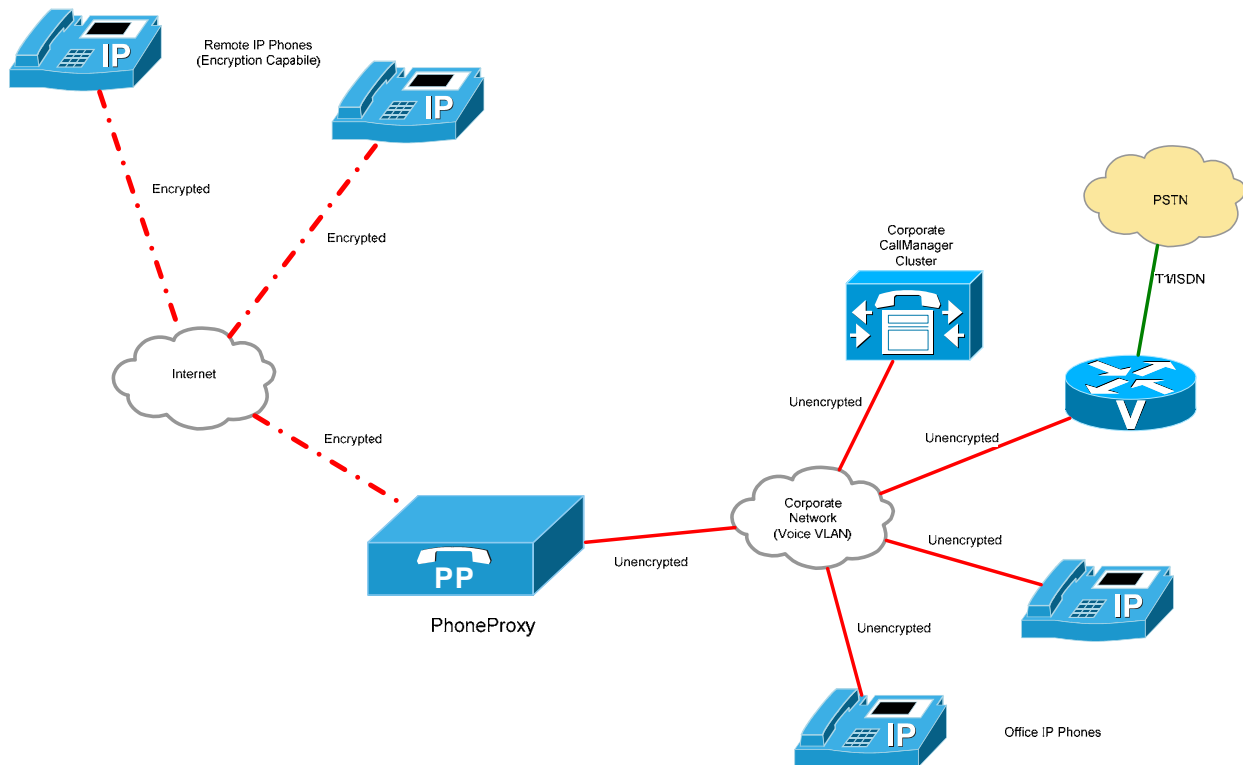 IP
Remote IP Phones
(Encryption Capabile)
IP
Encrypted
Encrypted
PSTN
Corporate
CallManager
Cluster
T1/ISDN
Internet
Unencrypted
V
Encrypted
Unencrypted
Corporate
Network
(Voice VLAN)
Unencrypted
Unencrypted
PP
IP
PhoneProxy
Unencrypted
IP
Office IP Phones